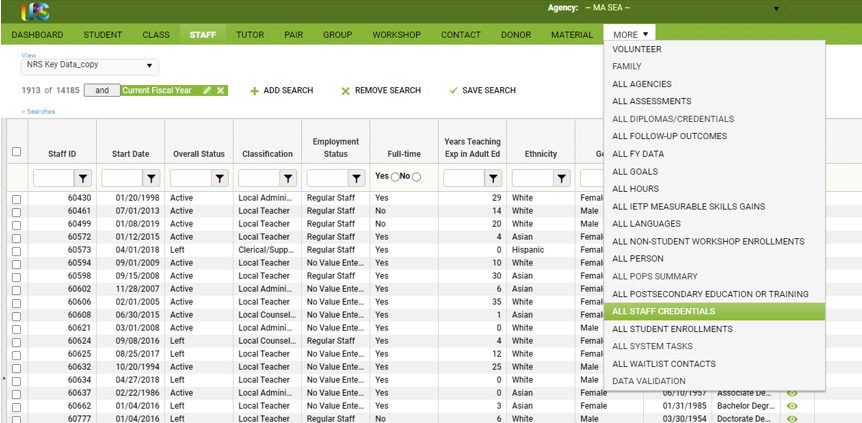 LACES
Agency: ~ MA SEA ~
DASHBOARD STUDENT CLASS STAFF TUTOR PAIR GROUP WORKSHOP CONTACT DONOR MATERIAL MORE
View
NRS Key Data_copy
1913 of 14185 and Current Fiscal Year ADD SEARCH REMOVE SEARCH SAVE SEARCH
> Searches
VOLUNTEER
FAMILY
ALL AGENCIES
ALL ASSESSMENTS
ALL DIPLOMAS/CREDENTIALS
ALL FOLLOW-UP OUTCOMES
ALL FY DATA
ALL GOALS
ALL HOURS
ALL IETP MEASURABLE SKILLS GAINS
ALL LANGUAGES
ALL NON-STUDENT WORKSHOP ENROLLMENTS
ALL PERSON
ALL POPS SUMMARY
ALL POSTSECONDARY EDUCATION OR TRAINING
ALL STAFF CREDENTIALS
ALL STUDENT ENROLLMENTS
ALL SYSTEM TASKS
ALL WAITLIST CONTACTS
DATA VALIDATION
Staff ID Start Date Overall Status Classification Employment Status Full-time Years Teaching Exp in Adult Ed Ethnicity
Yes No
60430 01/20/1998 Active Local Admini... Regular Staff Yes 29 White Fema
60461 07/01/2013 Active Local Teacher Regular Staff No 14 White Male
60499 01/08/2019 Active Local Teacher Regular Staff No 20 White Male
60572 01/12/2015 Active Local Teacher Regular Staff Yes 4 Asian Fema
60573 04/01/2018 Left Clerical/Supp... Regular Staff Yes 0 Hispanic Fema
60594 09/01/2009 Active Local Teacher No Value Ente... Yes 10 White Fema
60598 09/15/2008 Active Local Teacher Regular Staff Yes 30 Asian Fema
60602 11/28/2007 Active Local Admini... No Value Ente... Yes 6 Asian Fema
60606 02/01/2005 Active Local Teacher No Value Ente... Yes 35 White Fema
60608 06/30/2015 Active Local Counsel... No Value Ente... Yes 1 Asian Fema
60621 03/01/2008 Active Local Admini... No Value Ente... Yes 0 White Male
60624 09/08/2016 Left Local Counsel... Regular Staff Yes 4 White Fema
60625 08/25/2017 Left Local Teacher No Value Ente... Yes 12 White Fema
60632 10/20/1994 Active Local Teacher No Value Ente... Yes 25 White Male
60634 04/27/2018 Left Local Teacher No Value Ente... Yes 0 White Male
60637 02/22/1986 Active Local Admini... No Value Ente... Yes 0 Asian Female 06/10/1957 Associate De...
60662 01/04/2016 Left Local Teacher No Value Ente... Yes 3 Asian Female 01/31/1985 Bachelor Degr...
60777 01/04/2016 Left Local Teacher Regular Staff No 6 White Male 03/30/1954 Doctorate De...